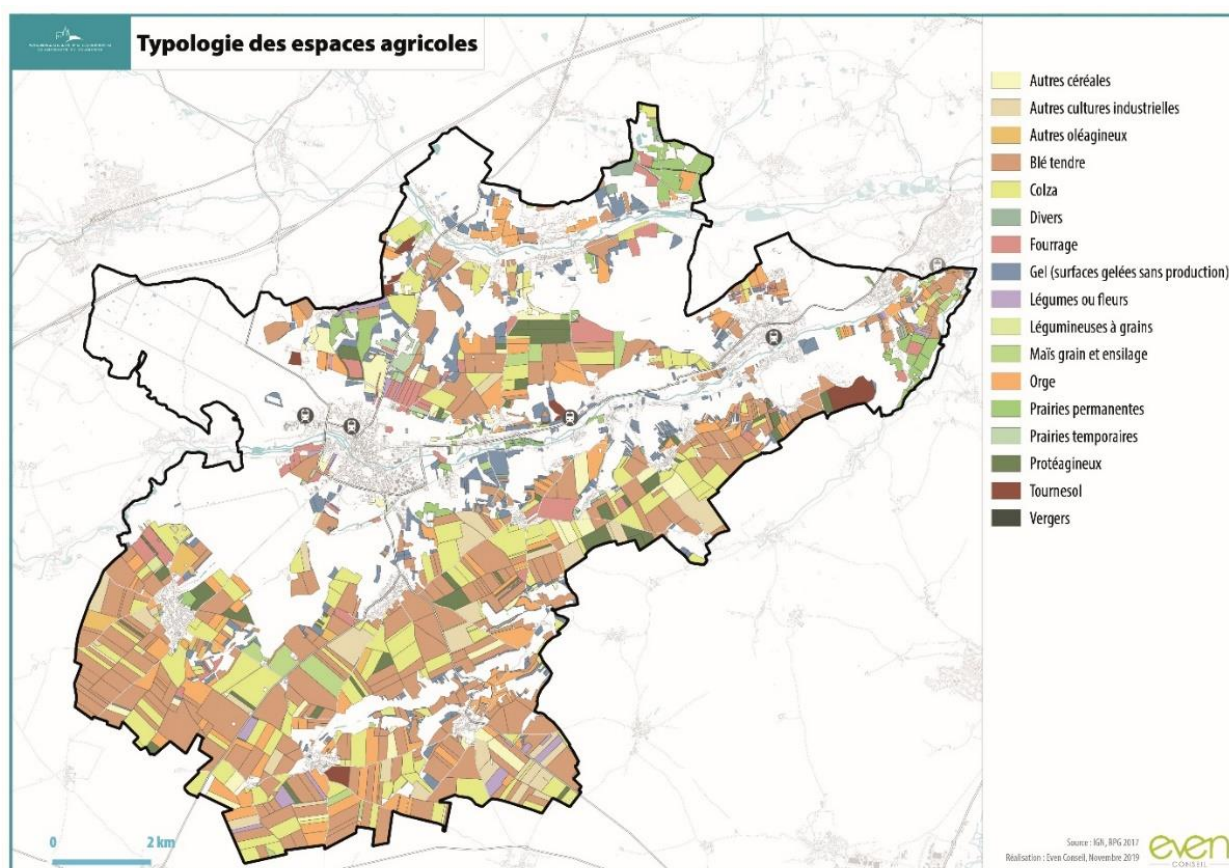 Typologie des espaces agricoles
Autres céréales
Autres cultures industrielles
Autres oléagineux
Blé tendre
Colza
Divers
Fourrage
Gel (surfaces gelées sans production)
Légumes ou fleurs
Légumineuses à grains
Maïs grain et ensilage
Orge
Prairies permanentes
Prairies temporaires
Protéagineux
Tournesol
Vergers
0 2 km
Source : IGN, RPG 2017
Réalisation : Even Conseil, Novembre 2019
even
CONSEIL